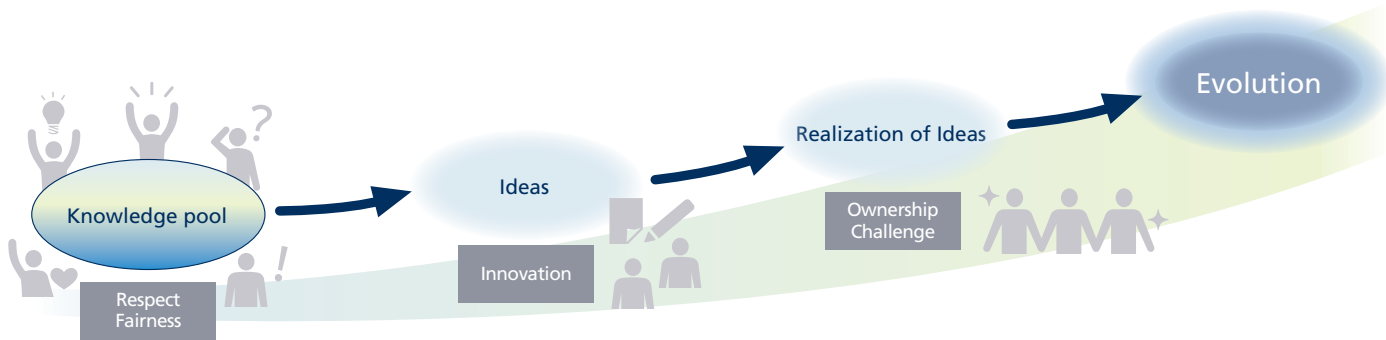 Knowledge pool
Respect
Fairness
Ideas
Innovation
Realization of Ideas
Ownership
Challenge
Evolution